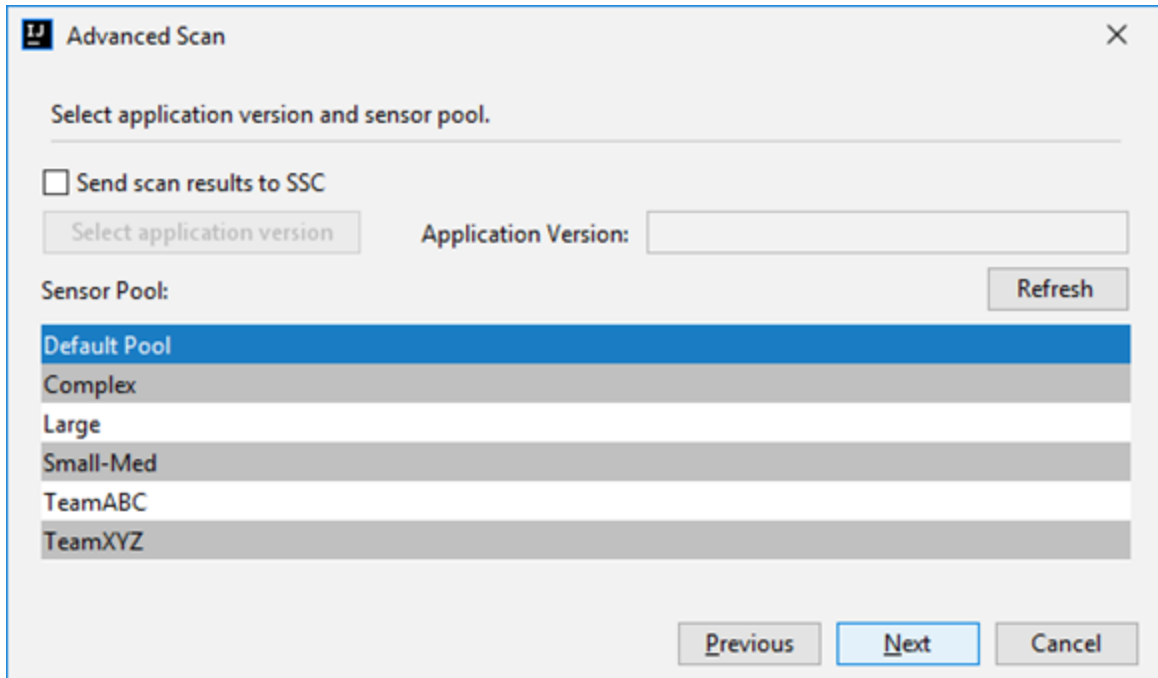 IJ Advanced Scan
Select application version and sensor pool.
Send scan results to SSC
Select application version Application Version:
Sensor Pool: Refresh
Default Pool
Complex
Large
Small-Med
TeamABC
TeamXYZ
Previous Next Cancel